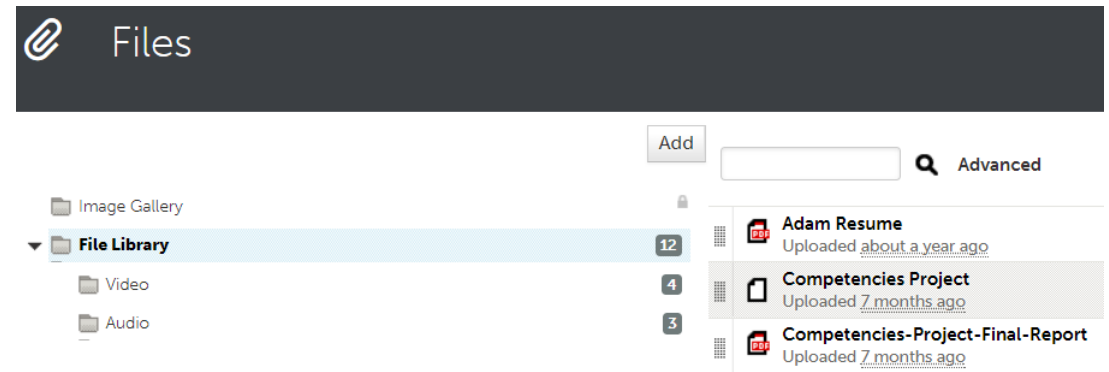 Files
Add
Advanced
Image Gallery
File Library 12
Video 4
Audio 3
Adam Resume
Uploaded about a year ago
Competencies Project
Uploaded 7 months ago
Competencies-Project-Final-Report
Uploaded 7 months ago